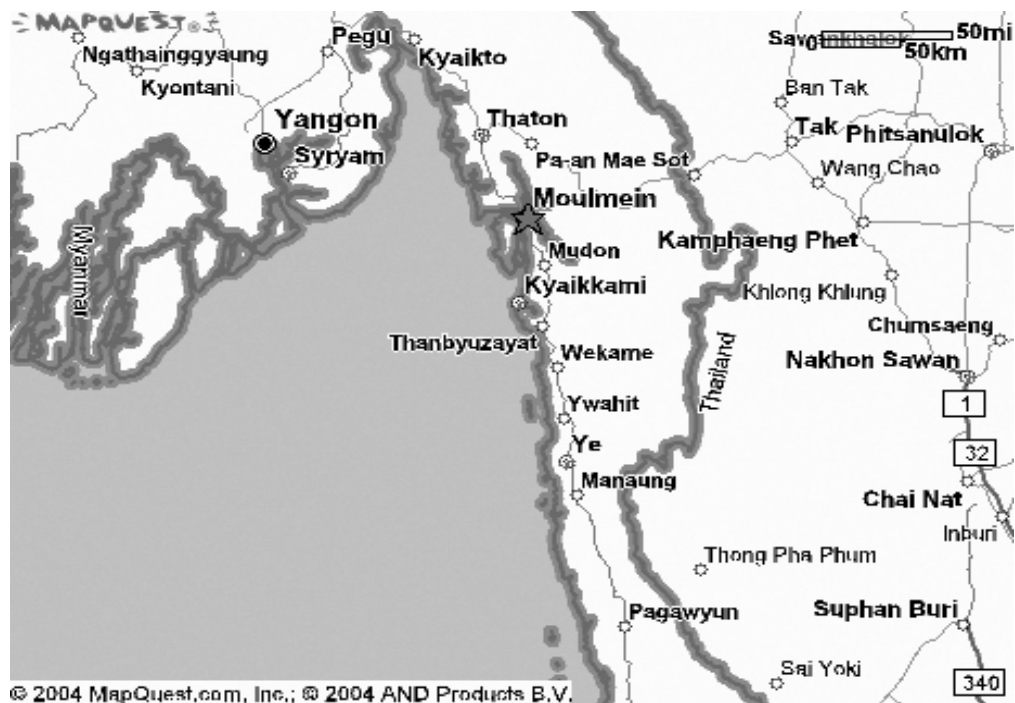 MAPQUEST®
50mi
0
50km
Pegu
Kyaikto
Ngathainggyaung
Kyontani
Ban Tak
Yangon
Thaton
Tak
Phitsanulok
Syryam
Pa-an
Mae Sot
Wang Chao
Moulmein
Myanmar
Mudon
Kamphaeng Phet
Kyaikkami
Khlong Khlung
Thanbyuzayat
Chumsaeng
Wekame
Thailand
Nakhon Sawan
Ywahit
1
Ye
32
Manaung
Chai Nat
Inburi
Thong Pha Phum
Pagawyun
Suphan Buri
Sai Yoki
340
© 2004 MapQuest.com, Inc.; © 2004 AND Products B.V.